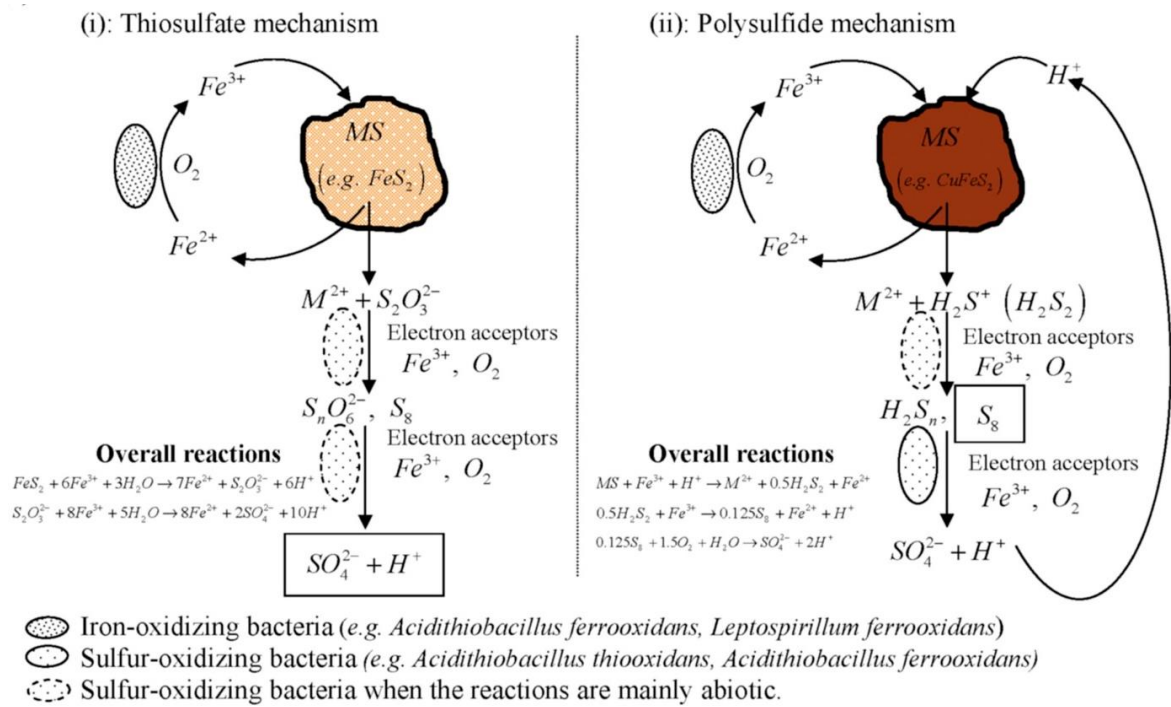 (i): Thiosulfate mechanism
Fe³⁺
MS
(e.g. FeS₂)
O₂
Fe²⁺
M²⁺ + S₂O₃²⁻
Electron acceptors
Fe³⁺, O₂
SₙO₆²⁻, S₈
Electron acceptors
Fe³⁺, O₂
Overall reactions
FeS₂ + 6Fe³⁺ + 3H₂O → 7Fe²⁺ + S₂O₃²⁻ + 6H⁺
S₂O₃²⁻ + 8Fe³⁺ + 5H₂O → 8Fe²⁺ + 2SO₄²⁻ + 10H⁺
SO₄²⁻ + H⁺
(ii): Polysulfide mechanism
Fe³⁺
H⁺
MS
(e.g. CuFeS₂)
O₂
Fe²⁺
M²⁺ + H₂S⁺ (H₂S₂)
Electron acceptors
Fe³⁺, O₂
H₂Sₙ, S₈
Electron acceptors
Fe³⁺, O₂
Overall reactions
MS + Fe³⁺ + H⁺ → M²⁺ + 0.5H₂S₂ + Fe²⁺
0.5H₂S₂ + Fe³⁺ → 0.125S₈ + Fe²⁺ + H⁺
0.125S₈ + 1.5O₂ + H₂O → SO₄²⁻ + 2H⁺
SO₄²⁻ + H⁺
Iron-oxidizing bacteria (e.g. Acidithiobacillus ferrooxidans, Leptospirillum ferrooxidans)
Sulfur-oxidizing bacteria (e.g. Acidithiobacillus thiooxidans, Acidithiobacillus ferrooxidans)
Sulfur-oxidizing bacteria when the reactions are mainly abiotic.